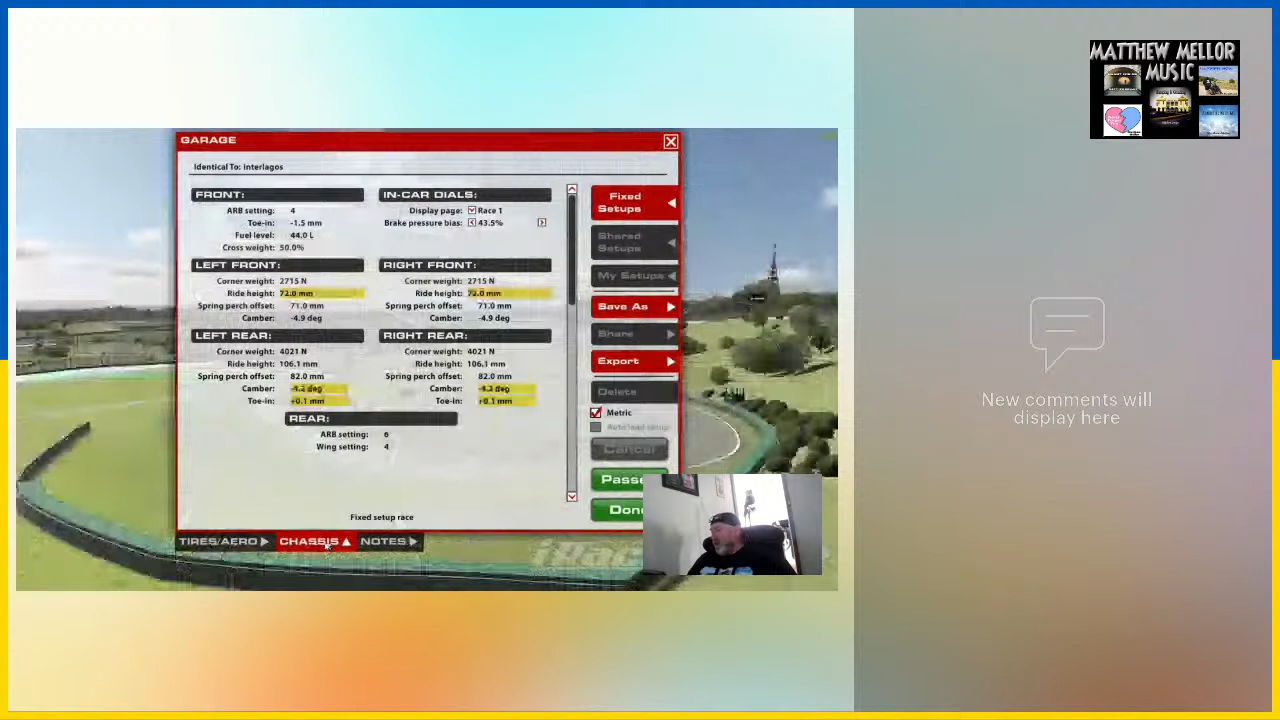 MATTHEW MELLOR
MUSIC
GARAGE
Identical To: interlagos
FRONT:
ARB setting: 4
Toe-in: -1.5 mm
Fuel level: 44.0 L
Cross weight: 50.0%
IN-CAR DIALS:
Display page: Race 1
Brake pressure bias: 43.5%
LEFT FRONT:
Corner weight: 2715 N
Ride height: 72.0 mm
Spring perch offset: 71.0 mm
Camber: -4.9 deg
RIGHT FRONT:
Corner weight: 2715 N
Ride height: 72.0 mm
Spring perch offset: 71.0 mm
Camber: -4.9 deg
LEFT REAR:
Corner weight: 4021 N
Ride height: 106.1 mm
Spring perch offset: 82.0 mm
Camber: deg
Toe-in: +0.1 mm
RIGHT REAR:
Corner weight: 4021 N
Ride height: 106.1 mm
Spring perch offset: 82.0 mm
Camber: deg
Toe-in: +0.1 mm
REAR:
ARB setting: 6
Wing setting: 4
Fixed setup race
Fixed
Setups
Shared
Setups
My Setups
Save As
Share
Export
Delete
Metric
Auto load setup
Cancel
Passe
Don
TIRES/AERO
CHASSIS
NOTES
New comments will
display here